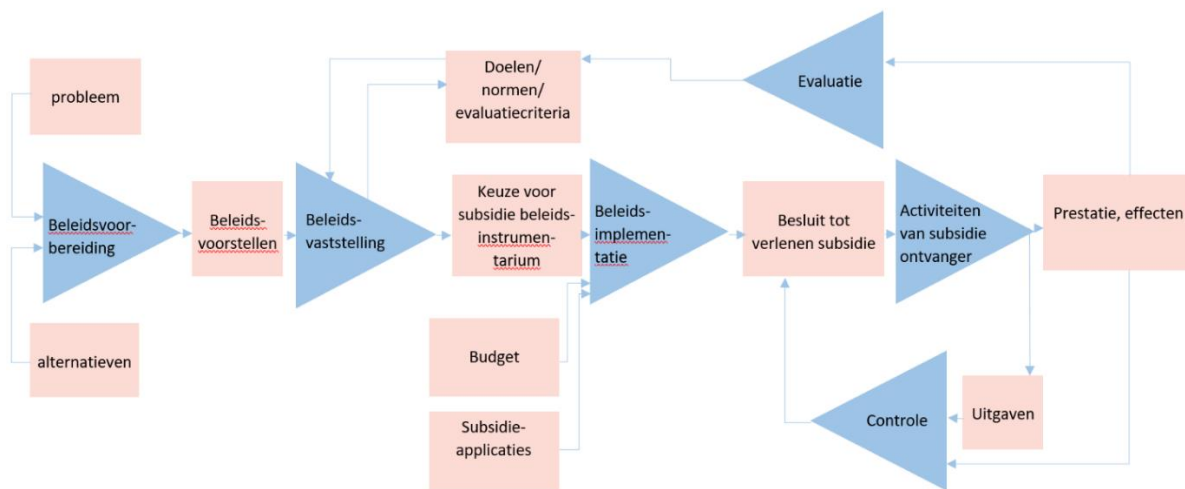 probleem
Beleidsvoor-
bereiding
alternatieven
Beleids-
voorstellen
Beleids-
vaststelling
Doelen/
normen/
evaluatiecriteria
Keuze voor
subsidie beleids-
instrumen-
tarium
Budget
Subsidie-
applicaties
Beleids-
implemen-
tatie
Besluit tot
verlenen subsidie
Activiteiten
van subsidie
ontvanger
Prestatie, effecten
Evaluatie
Uitgaven
Controle